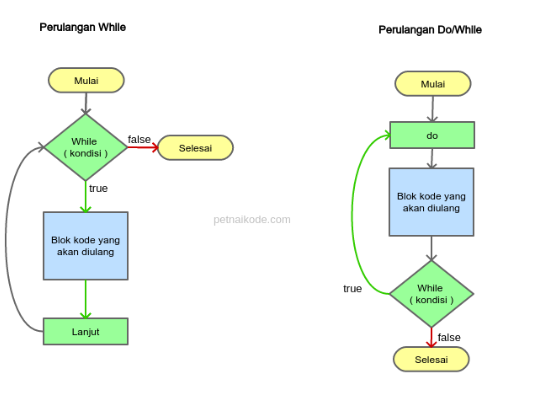 Perulangan While
Mulai
While
( kondisi )
false
Selesai
true
Blok kode yang
akan diulang
Lanjut
petnaikode.com
Perulangan Do/While
Mulai
do
Blok kode yang
akan diulang
While
( kondisi )
true
false
Selesai